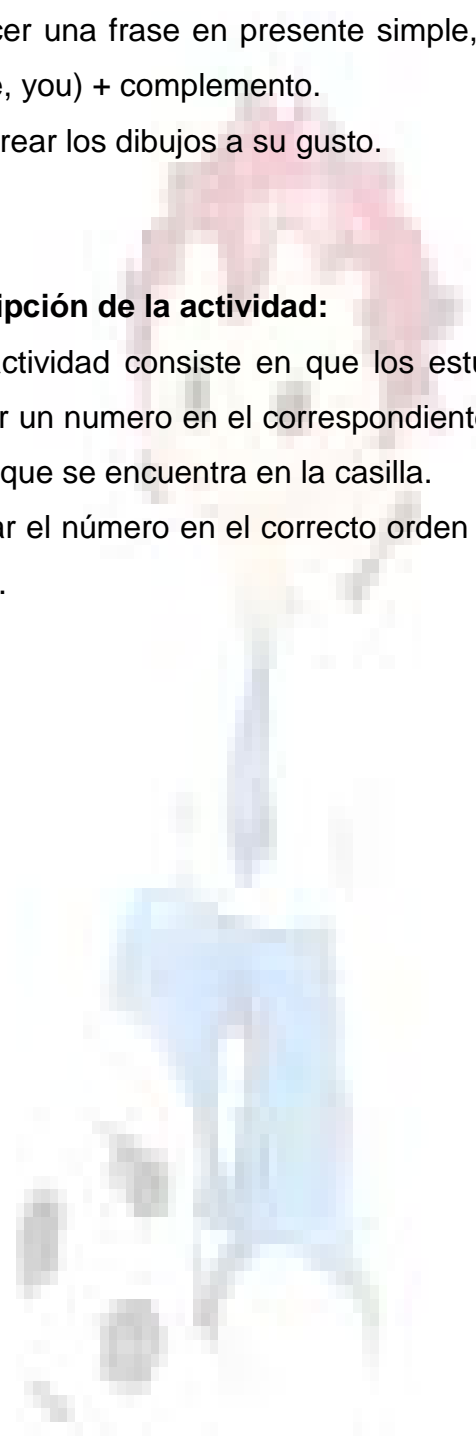 cer una frase en presente simple,
e, you) + complemento.
rear los dibujos a su gusto.
ipción de la actividad:
ctividad consiste en que los estu
r un numero en el correspondiente
que se encuentra en la casilla.
ar el número en el correcto orden
.